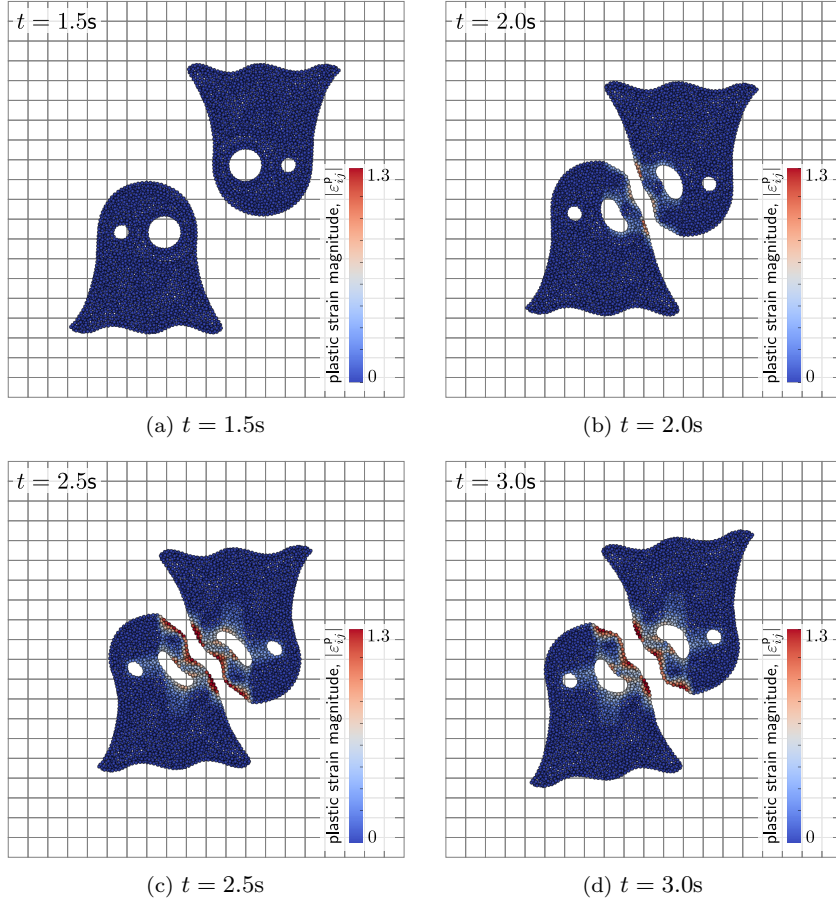 t = 1.5s
plastic strain magnitude, |ε^p_ij|
1.3
0
(a) t = 1.5s
t = 2.0s
plastic strain magnitude, |ε^p_ij|
1.3
0
(b) t = 2.0s
t = 2.5s
plastic strain magnitude, |ε^p_ij|
1.3
0
(c) t = 2.5s
t = 3.0s
plastic strain magnitude, |ε^p_ij|
1.3
0
(d) t = 3.0s